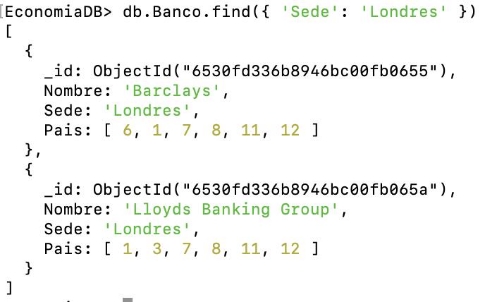 [EconomiaDB> db.Banco.find({ 'Sede': 'Londres' })
[
  {
    _id: ObjectId("6530fd336b8946bc00fb0655"),
    Nombre: 'Barclays',
    Sede: 'Londres',
    Pais: [ 6, 1, 7, 8, 11, 12 ]
  },
  {
    _id: ObjectId("6530fd336b8946bc00fb065a"),
    Nombre: 'Lloyds Banking Group',
    Sede: 'Londres',
    Pais: [ 1, 3, 7, 8, 11, 12 ]
  }
]